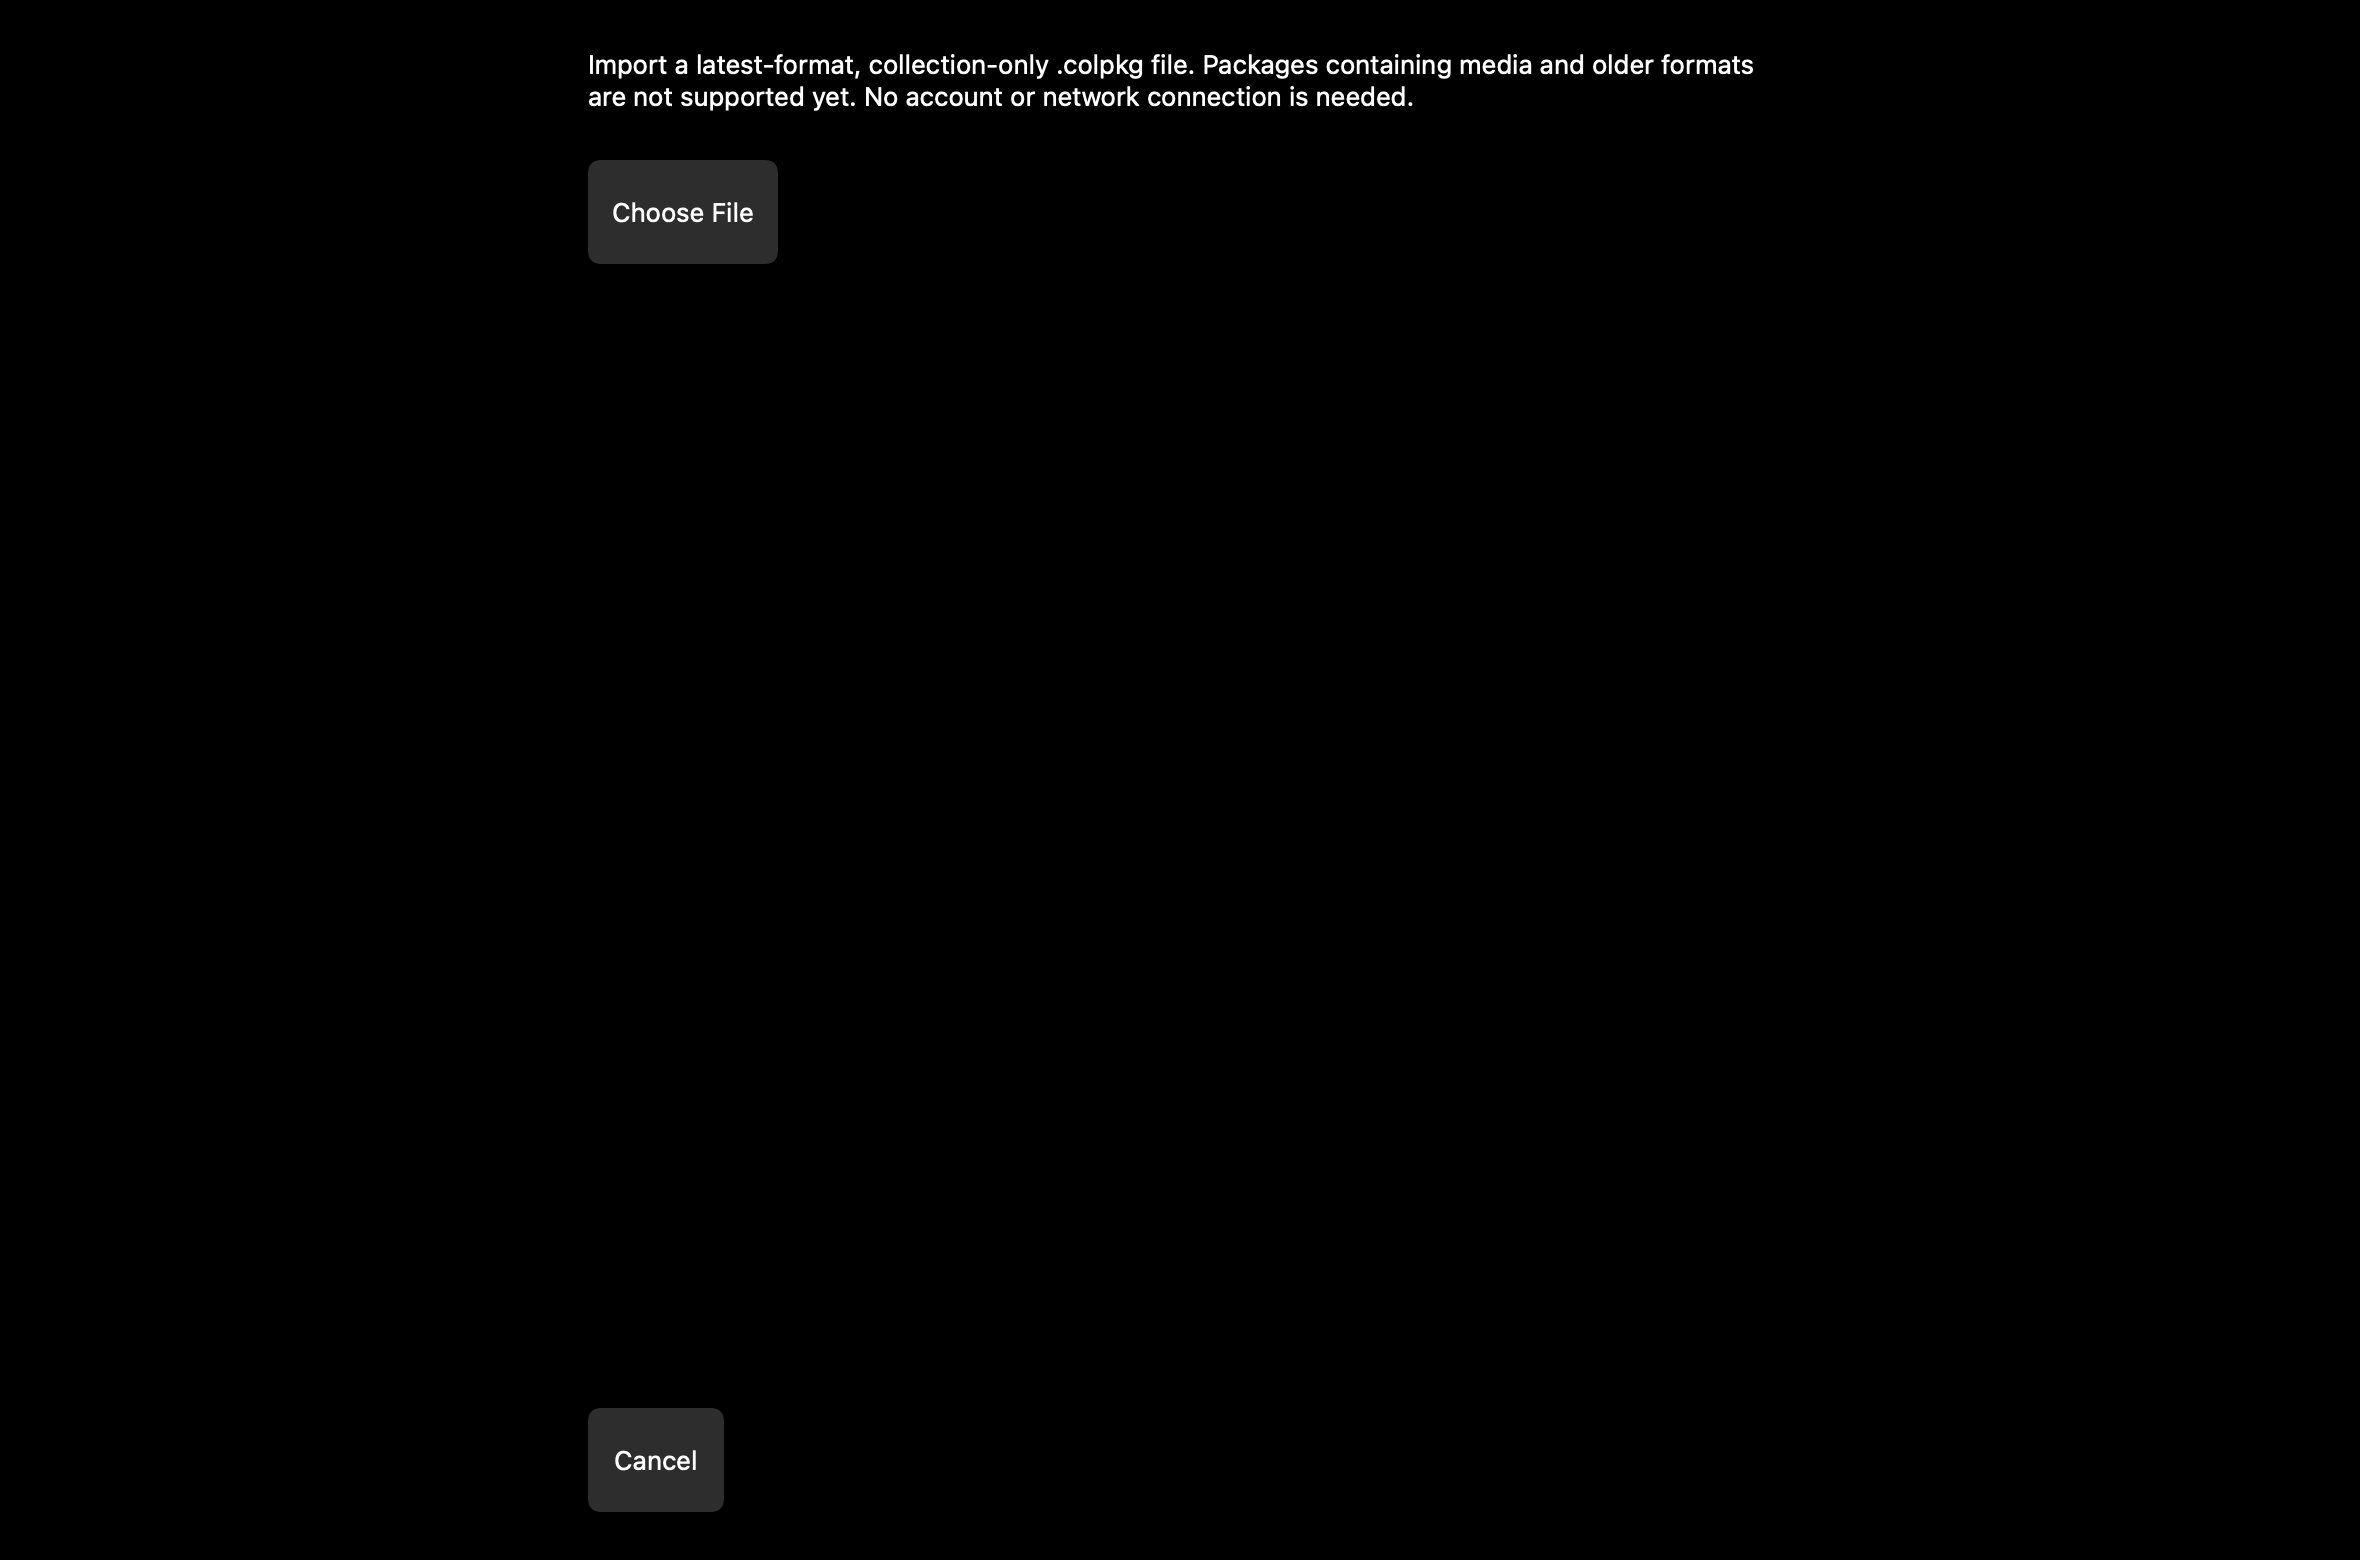 Import a latest-format, collection-only .colpkg file. Packages containing media and older formats
are not supported yet. No account or network connection is needed.
Choose File
Cancel